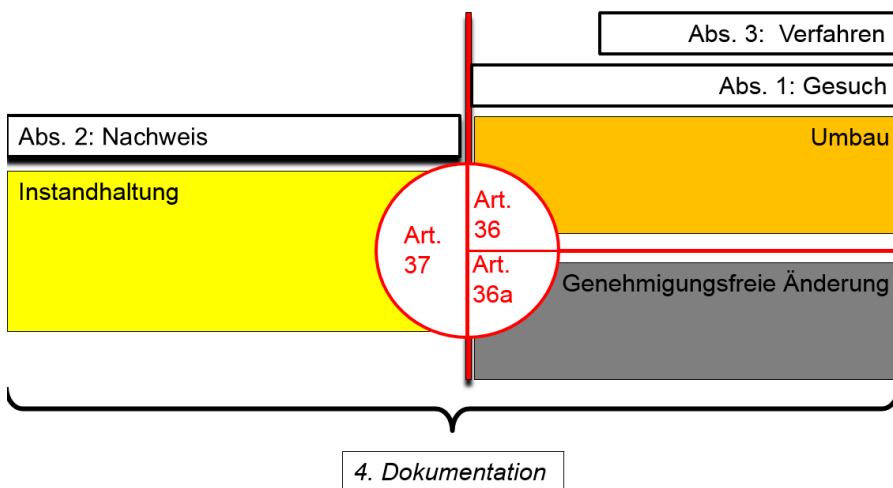 Abs. 3:  Verfahren
Abs. 1: Gesuch
Abs. 2: Nachweis
Umbau
Instandhaltung
Art.
36
Art.
37
Art.
36a
Genehmigungsfreie Änderung
4. Dokumentation